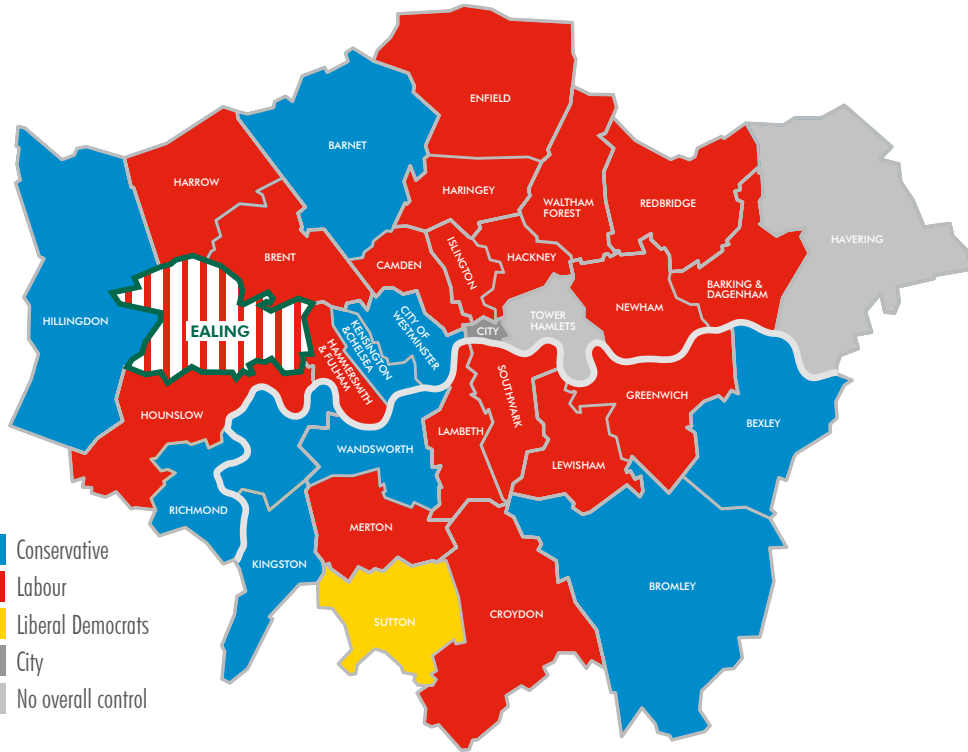 ENFIELD
BARNET
HARROW
HARINGEY
WALTHAM
FOREST
REDBRIDGE
HAVERING
BRENT
CAMDEN
ISLINGTON
HACKNEY
BARKING &
DAGENHAM
NEWHAM
HILLINGDON
EALING
TOWER
HAMLETS
CITY
CITY OF
WESTMINSTER
KENSINGTON
& CHELSEA
HAMMERSMITH
& FULHAM
HOUNSLOW
SOUTHWARK
GREENWICH
BEXLEY
LAMBETH
WANDSWORTH
LEWISHAM
RICHMOND
MERTON
KINGSTON
BROMLEY
SUTTON
CROYDON
Conservative
Labour
Liberal Democrats
City
No overall control